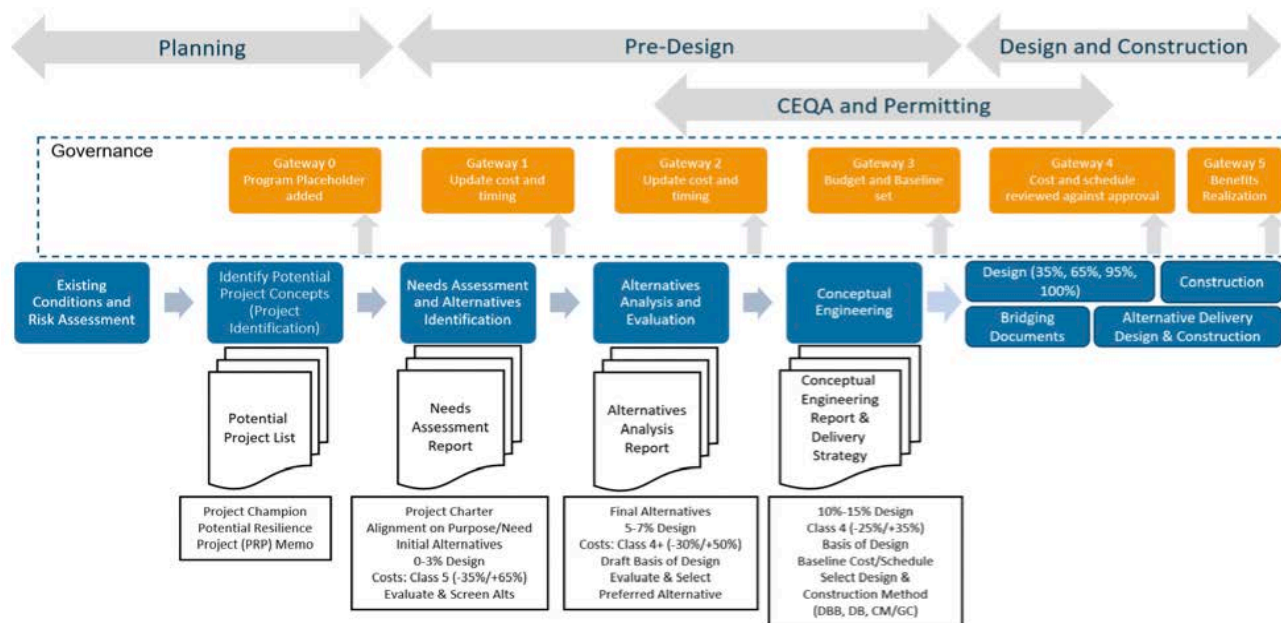 Planning
Pre-Design
Design and Construction
CEQA and Permitting
Governance
Gateway 0
Program Placeholder
added
Gateway 1
Update cost and
timing
Gateway 2
Update cost and
timing
Gateway 3
Budget and Baseline
set
Gateway 4
Cost and schedule
reviewed against approval
Gateway 5
Benefits
Realization
Existing
Conditions and
Risk Assessment
Identify Potential
Project Concepts
(Project
Identification)
Needs Assessment
and Alternatives
Identification
Alternatives
Analysis and
Evaluation
Conceptual
Engineering
Design (35%, 65%, 95%,
100%)
Construction
Bridging
Documents
Alternative Delivery
Design & Construction
Potential
Project List
Needs
Assessment
Report
Alternatives
Analysis
Report
Conceptual
Engineering
Report &
Delivery
Strategy
Project Champion
Potential Resilience
Project (PRP) Memo
Project Charter
Alignment on Purpose/Need
Initial Alternatives
0-3% Design
Costs: Class 5 (-35%/+65%)
Evaluate & Screen Alts
Final Alternatives
5-7% Design
Costs: Class 4+ (-30%/+50%)
Draft Basis of Design
Evaluate & Select
Preferred Alternative
10%-15% Design
Class 4 (-25%/+35%)
Basis of Design
Baseline Cost/Schedule
Select Design &
Construction Method
(DBB, DB, CM/GC)